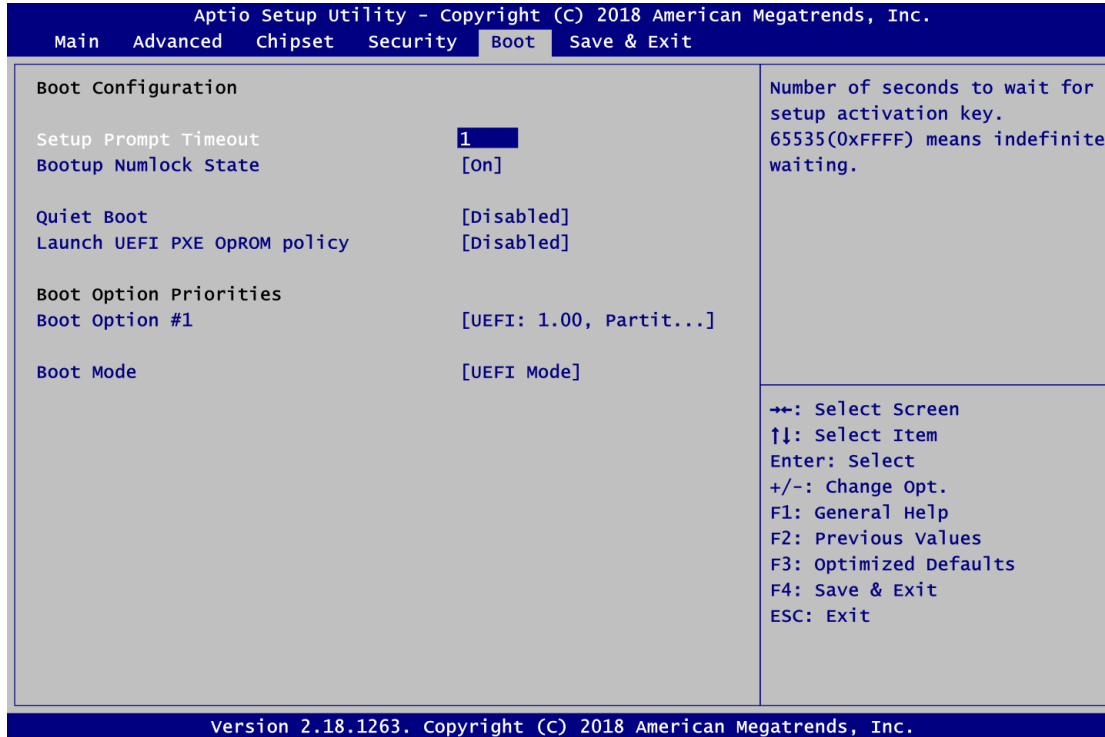 Aptio Setup Utility - Copyright (C) 2018 American Megatrends, Inc.
Main Advanced Chipset Security Boot Save & Exit
Boot Configuration
Setup Prompt Timeout 1
Bootup Numlock State [On]
Quiet Boot [Disabled]
Launch UEFI PXE OpROM policy [Disabled]
Boot Option Priorities
Boot Option #1 [UEFI: 1.00, Partit...]
Boot Mode [UEFI Mode]
Number of seconds to wait for
setup activation key.
65535(0xFFFF) means indefinite
waiting.
→←: Select Screen
↑↓: Select Item
Enter: Select
+/-: Change Opt.
F1: General Help
F2: Previous Values
F3: Optimized Defaults
F4: Save & Exit
ESC: Exit
Version 2.18.1263. Copyright (C) 2018 American Megatrends, Inc.